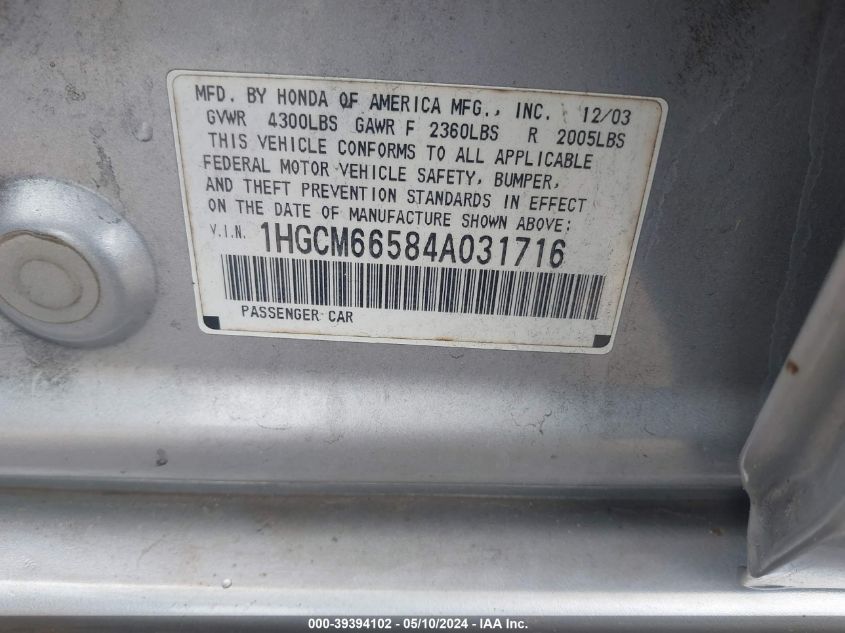 MFD. BY HONDA OF AMERICA MFG., INC. 12/03
GVWR 4300LBS GAWR F 2360LBS R 2005LBS
THIS VEHICLE CONFORMS TO ALL APPLICABLE
FEDERAL MOTOR VEHICLE SAFETY, BUMPER,
AND THEFT PREVENTION STANDARDS IN EFFECT
ON THE DATE OF MANUFACTURE SHOWN ABOVE:
V.I.N. 1HGCM66584A031716
PASSENGER CAR
000-39394102 - 05/10/2024 - IAA Inc.